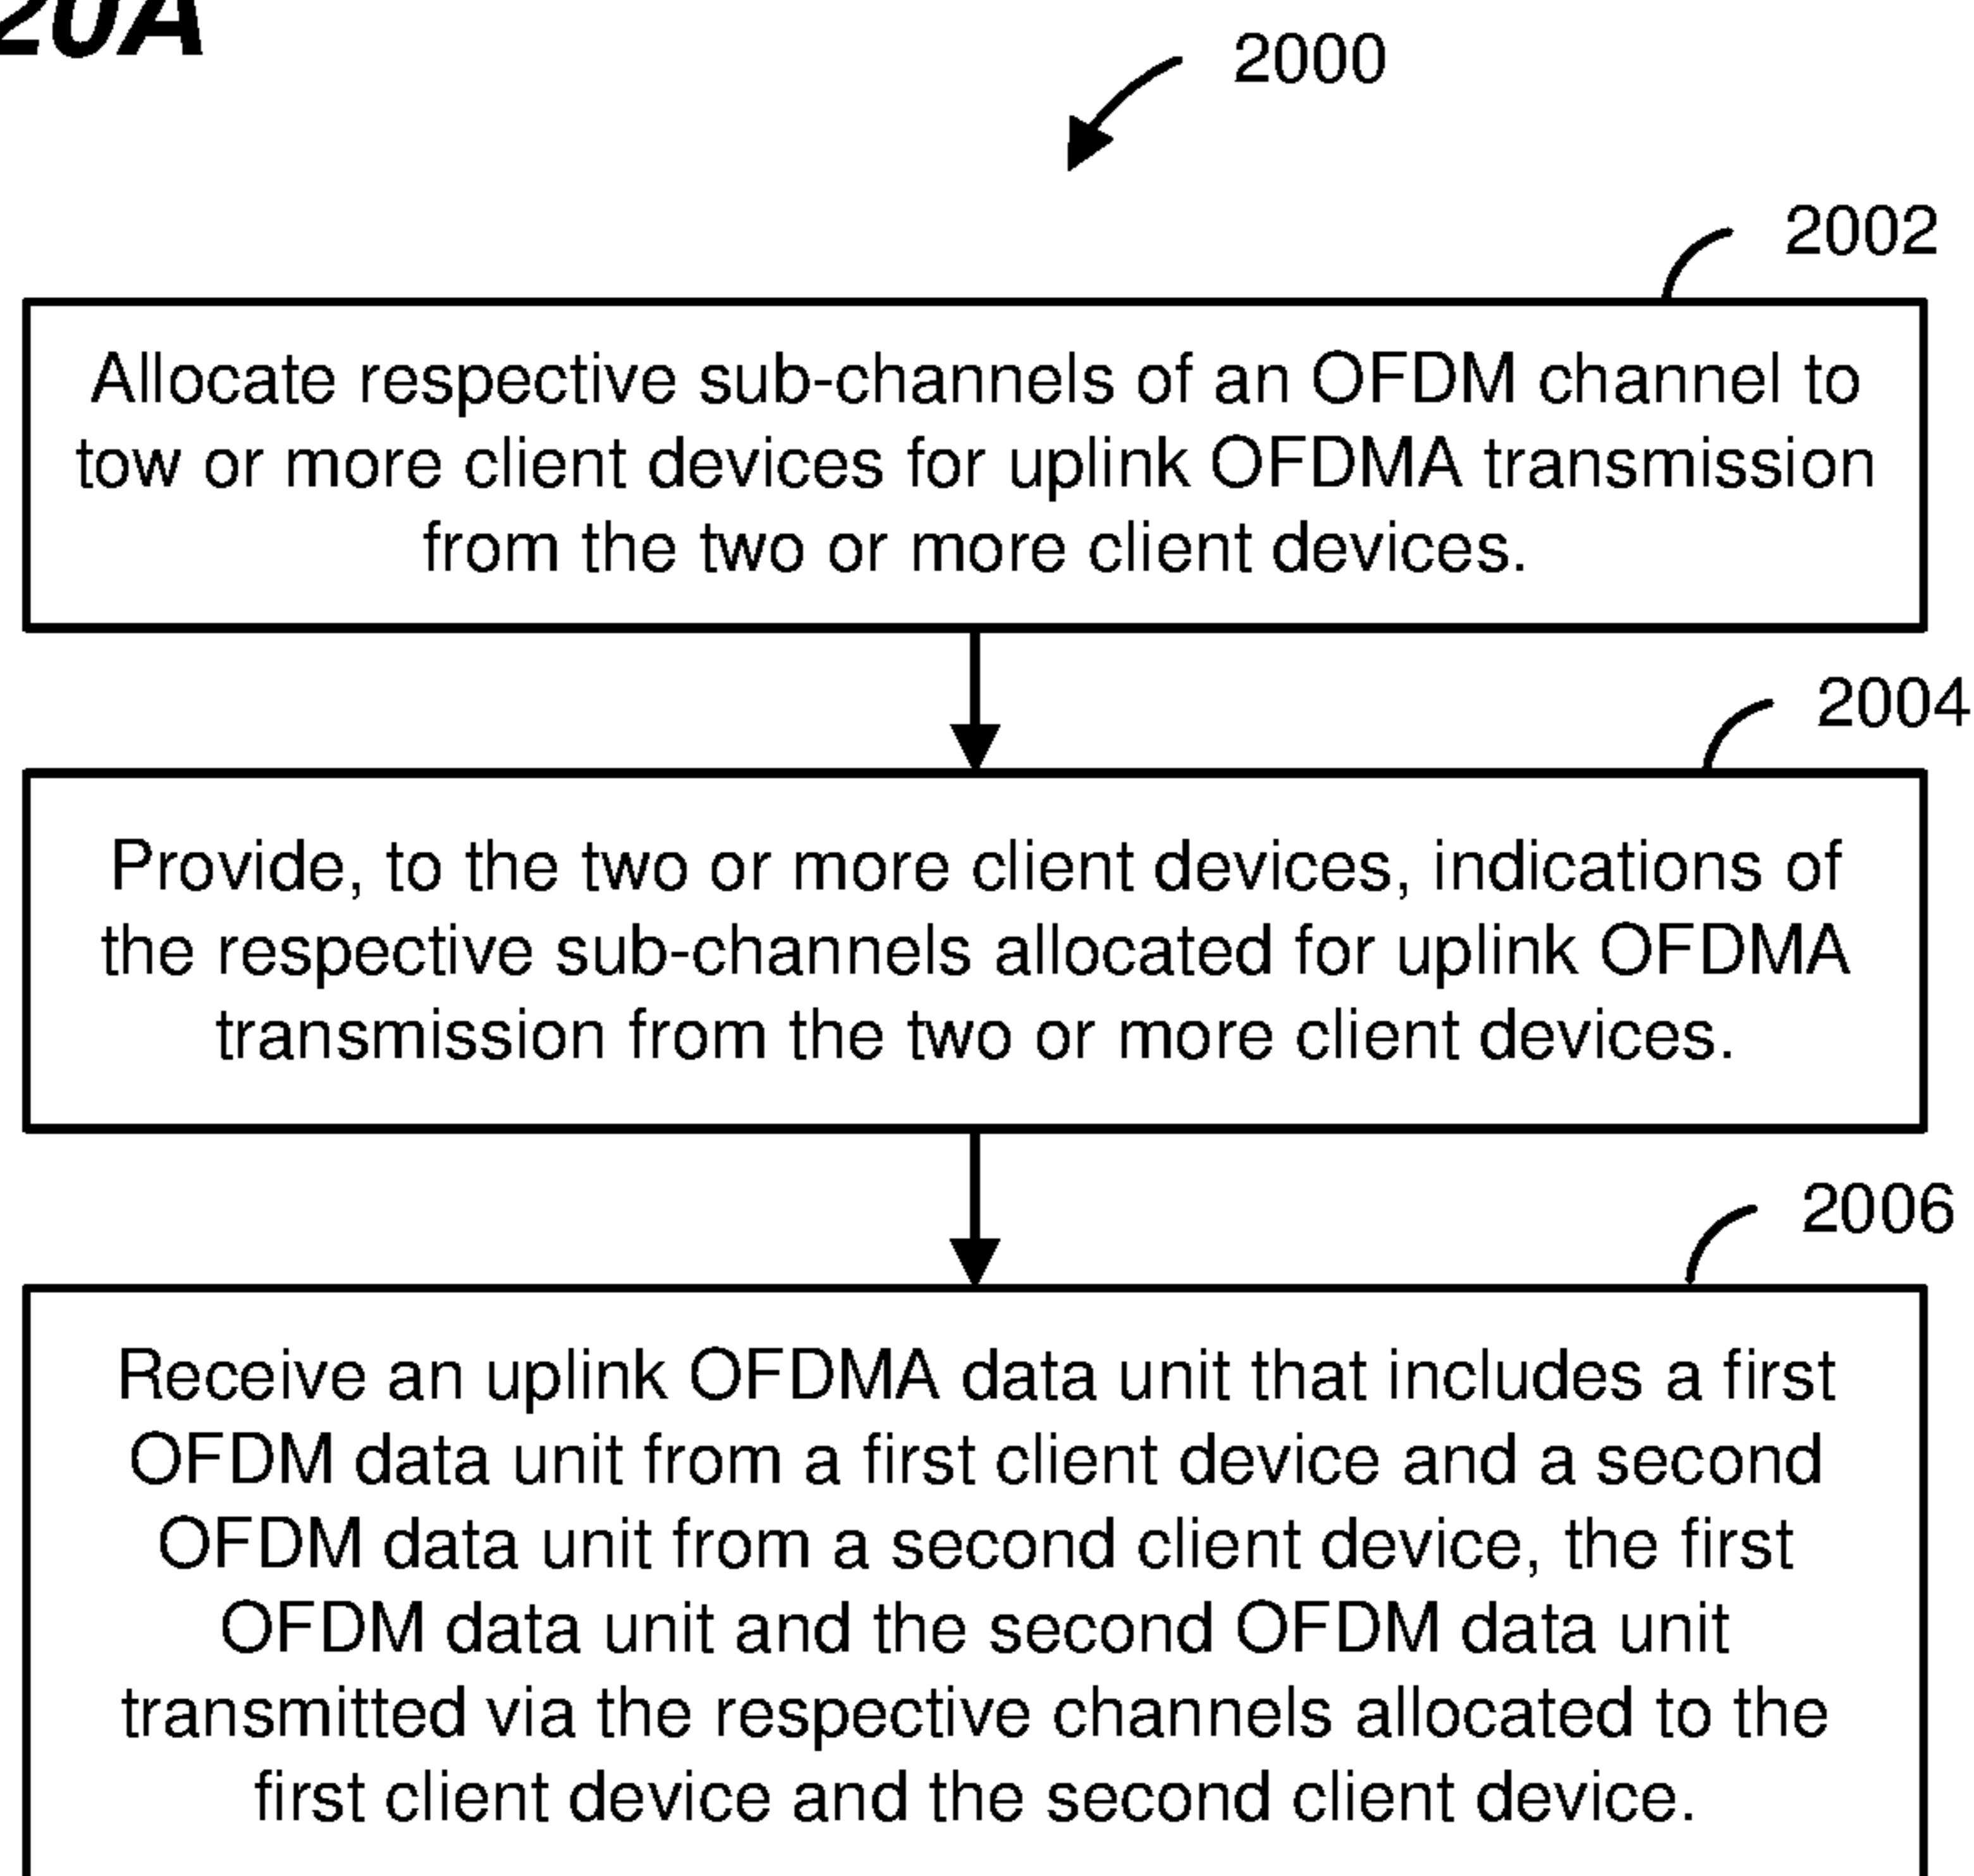 20A
2000
2002
Allocate respective sub-channels of an OFDM channel to
tow or more client devices for uplink OFDMA transmission
from the two or more client devices.
2004
Provide, to the two or more client devices, indications of
the respective sub-channels allocated for uplink OFDMA
transmission from the two or more client devices.
2006
Receive an uplink OFDMA data unit that includes a first
OFDM data unit from a first client device and a second
OFDM data unit from a second client device, the first
OFDM data unit and the second OFDM data unit
transmitted via the respective channels allocated to the
first client device and the second client device.